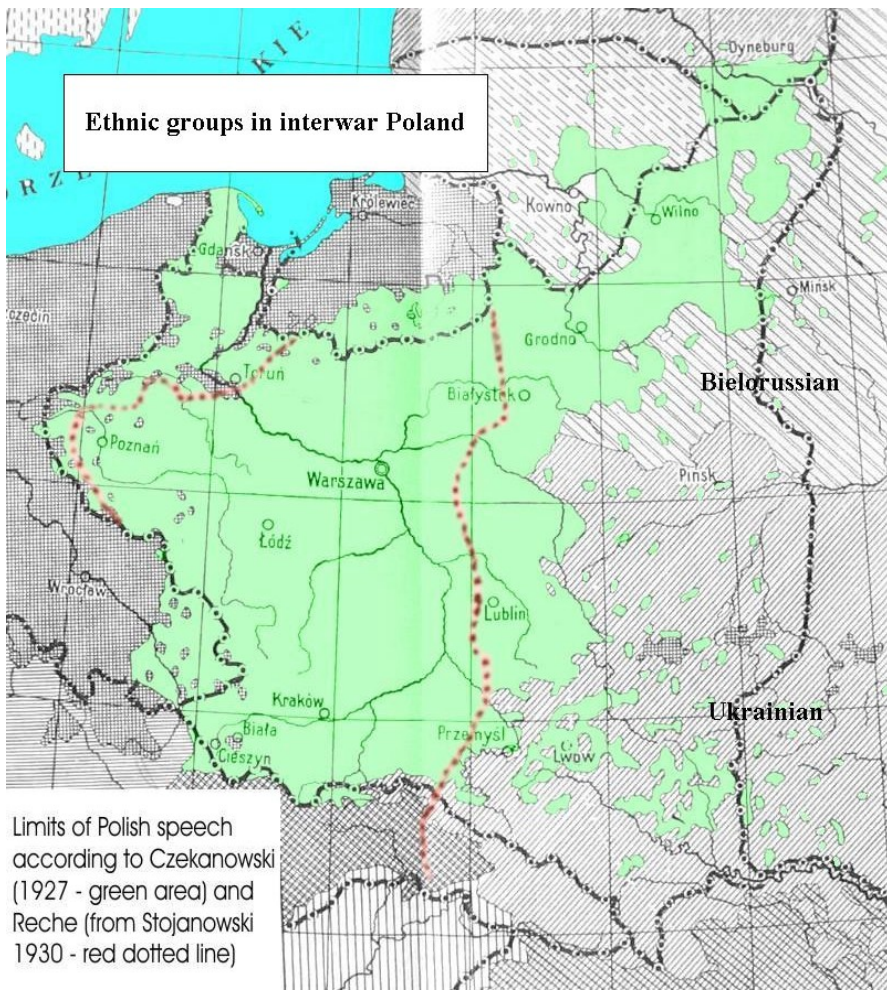 KIE
Dyneburg
Ethnic groups in interwar Poland
Królewiec
Kowno
Wilno
Gdańsk
Mińsk
Grodno
Toruń
Białystok
Bielorussian
Poznań
Warszawa
Pińsk
Łódź
Wrocław
Lublin
Kraków
Ukrainian
Biała
Przemyśl
Lwów
Cieszyn
Limits of Polish speech
according to Czekanowski
(1927 - green area) and
Reche (from Stojanowski
1930 - red dotted line)